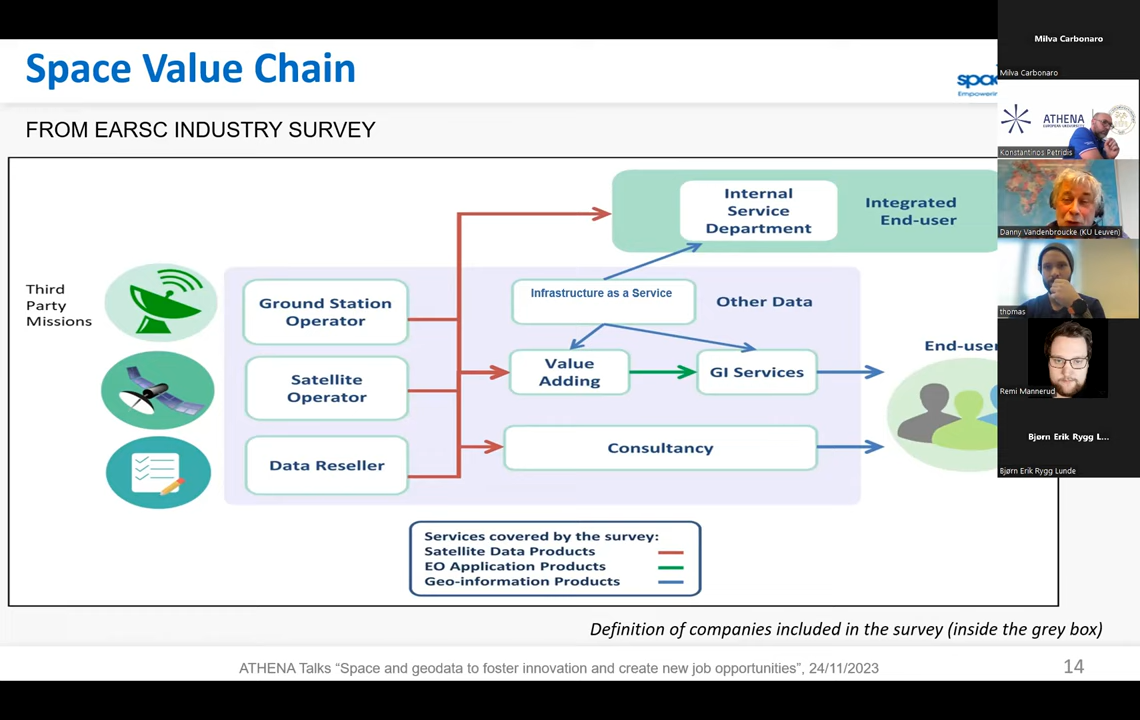 Space Value Chain
FROM EARSC INDUSTRY SURVEY
Empowerin
Third
Party
Missions
Ground Station
Operator
Satellite
Operator
Data Reseller
Internal
Service
Department
Integrated
End-user
Infrastructure as a Service
Other Data
Value
Adding
GI Services
Consultancy
End-user
Services covered by the survey:
Satellite Data Products
EO Application Products
Geo-information Products
Definition of companies included in the survey (inside the grey box)
ATHENA Talks “Space and geodata to foster innovation and create new job opportunities”, 24/11/2023
14
Milva Carbonaro
Milva Carbonaro
ATHENA
EUROPEAN UNIVERSITY
Konstantinos Petridis
Danny Vandenbroucke (KU Leuven)
thomas
Remi Mannerud
Bjørn Erik Rygg L...
Bjørn Erik Rygg Lunde